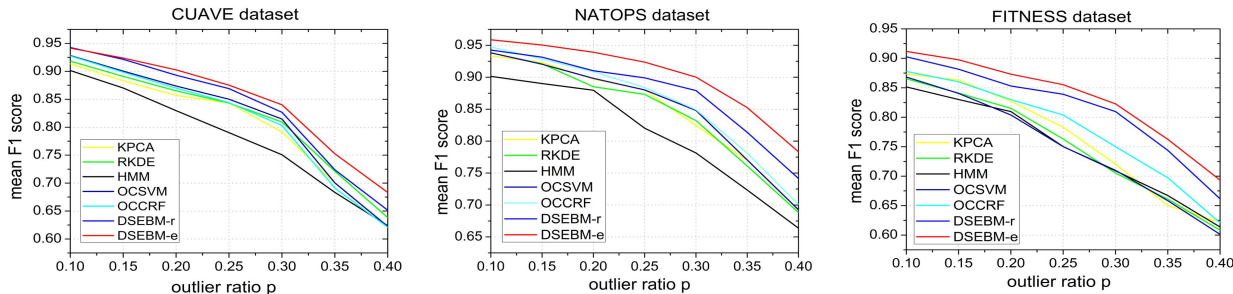 CUAVE dataset
mean F1 score
0.95
0.90
0.85
0.80
0.75
0.70
0.65
0.60
KPCA
RKDE
HMM
OCSVM
OCCRF
DSEBM-r
DSEBM-e
0.10 0.15 0.20 0.25 0.30 0.35 0.40
outlier ratio p
NATOPS dataset
mean F1 score
0.95
0.90
0.85
0.80
0.75
0.70
0.65
KPCA
RKDE
HMM
OCSVM
OCCRF
DSEBM-r
DSEBM-e
0.10 0.15 0.20 0.25 0.30 0.35 0.40
outlier ratio p
FITNESS dataset
mean F1 score
0.95
0.90
0.85
0.80
0.75
0.70
0.65
0.60
KPCA
RKDE
HMM
OCSVM
OCCRF
DSEBM-r
DSEBM-e
0.10 0.15 0.20 0.25 0.30 0.35 0.40
outlier ratio p